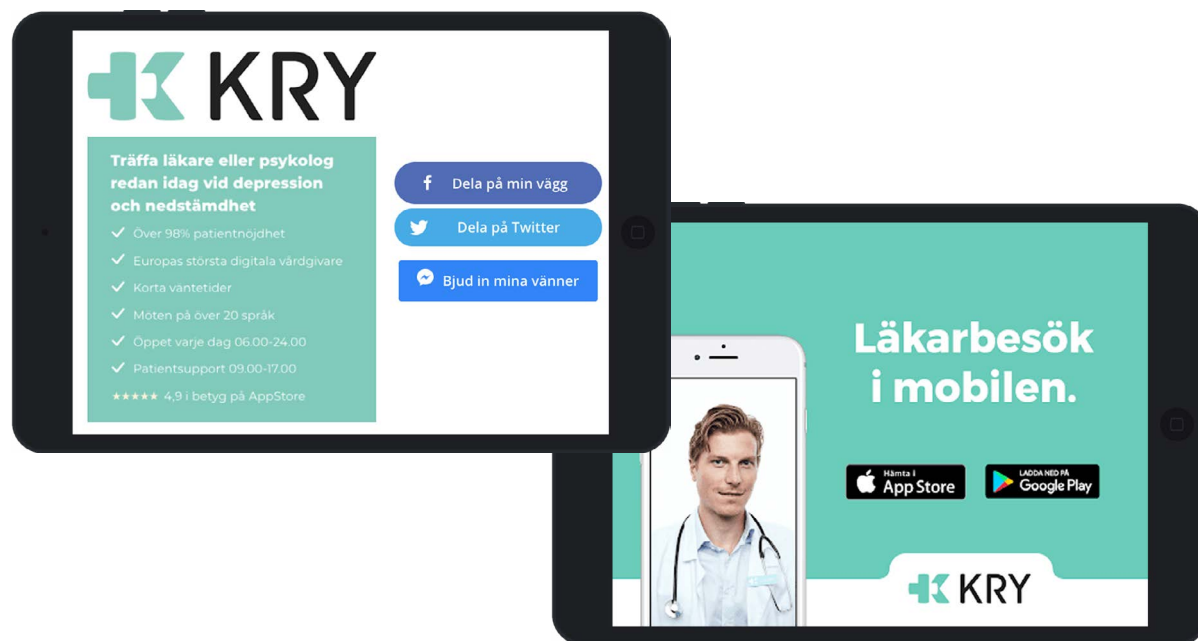 KRY
Träffa läkare eller psykolog
redan idag vid depression
och nedstämdhet
Över 98% patientnöjdhet
Europas största digitala vårdgivare
Korta väntetider
Möten på över 20 språk
Öppet varje dag 06.00-24.00
Patientsupport 09.00-17.00
4,9 i betyg på AppStore
Dela på min vägg
Dela på Twitter
Bjud in mina vänner
Läkarbesök
i mobilen.
Hämta i
App Store
LADDA NED PÅ
Google Play
KRY